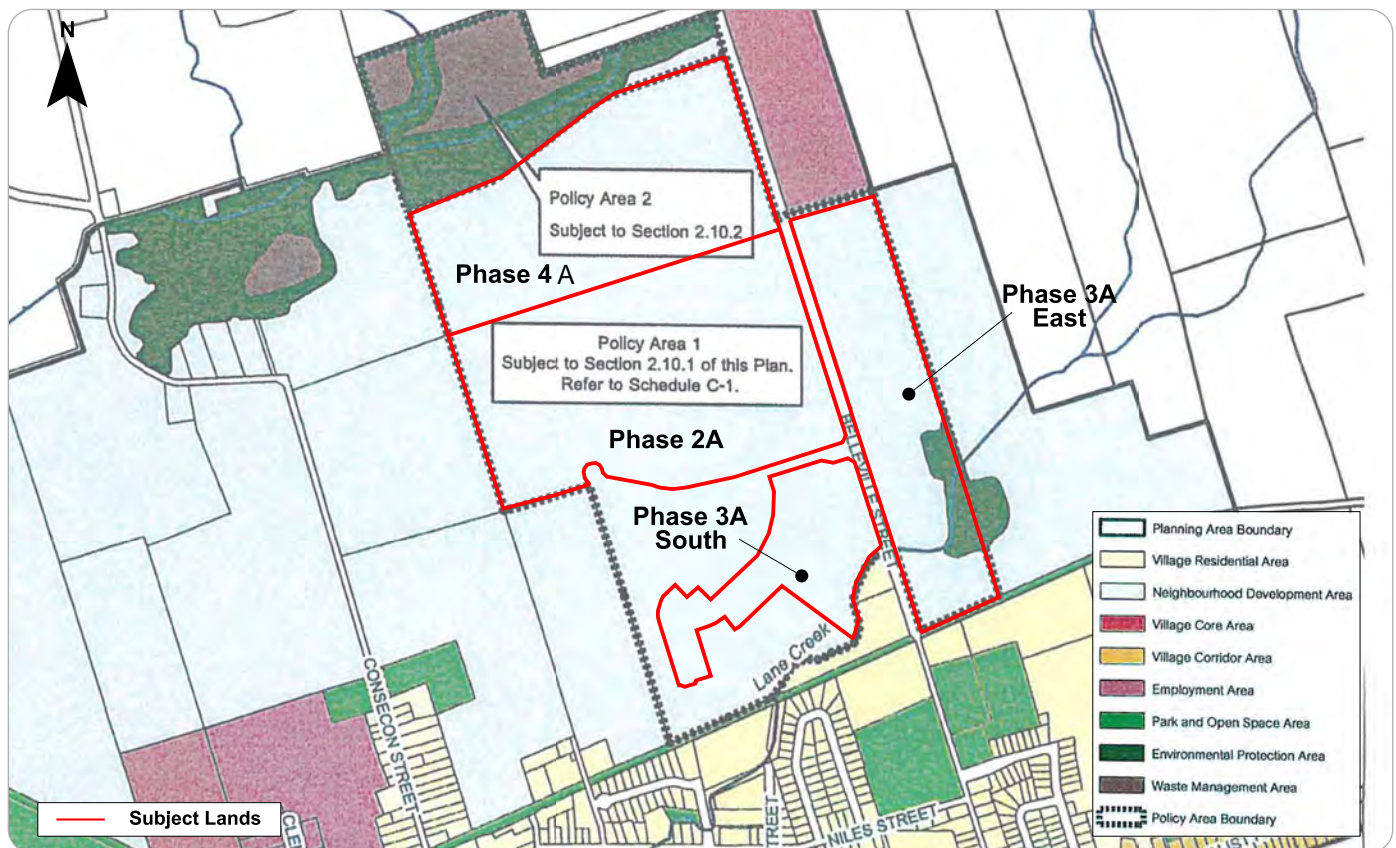 N
Policy Area 2
Subject to Section 2.10.2
Phase 4 A
Phase 3A
East
Policy Area 1
Subject to Section 2.10.1 of this Plan.
Refer to Schedule C-1.
Phase 2A
BELLEVILLE STREET
Phase 3A
South
Lane Creek
CONSECON STREET
Planning Area Boundary
Village Residential Area
Neighbourhood Development Area
Village Core Area
Village Corridor Area
Employment Area
Park and Open Space Area
Environmental Protection Area
Waste Management Area
Policy Area Boundary
Subject Lands
CLE
TREET
NILES STREET